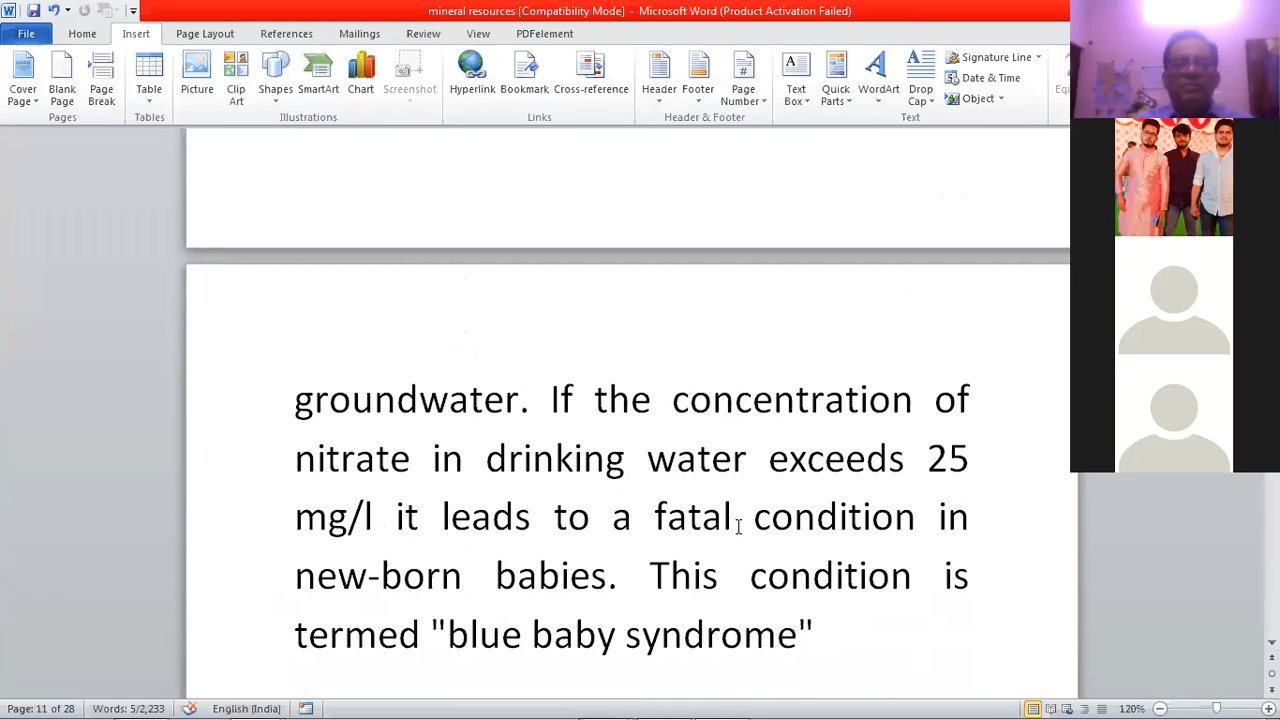 mineral resources [Compatibility Mode] - Microsoft Word (Product Activation Failed)
File Home Insert Page Layout References Mailings Review View PDFelement
Cover Page Blank Page Page Break Table Picture Clip Art Shapes SmartArt Chart Screenshot Hyperlink Bookmark Cross-reference Header Footer Page Number Text Box Quick Parts WordArt Drop Cap
Signature Line
Date & Time
Object
Pages Tables Illustrations Links Header & Footer Text
groundwater. If the concentration of
nitrate in drinking water exceeds 25
mg/l it leads to a fatal condition in
new-born babies. This condition is
termed "blue baby syndrome"
Page: 11 of 28 Words: 5/2,233 English (India) 120%